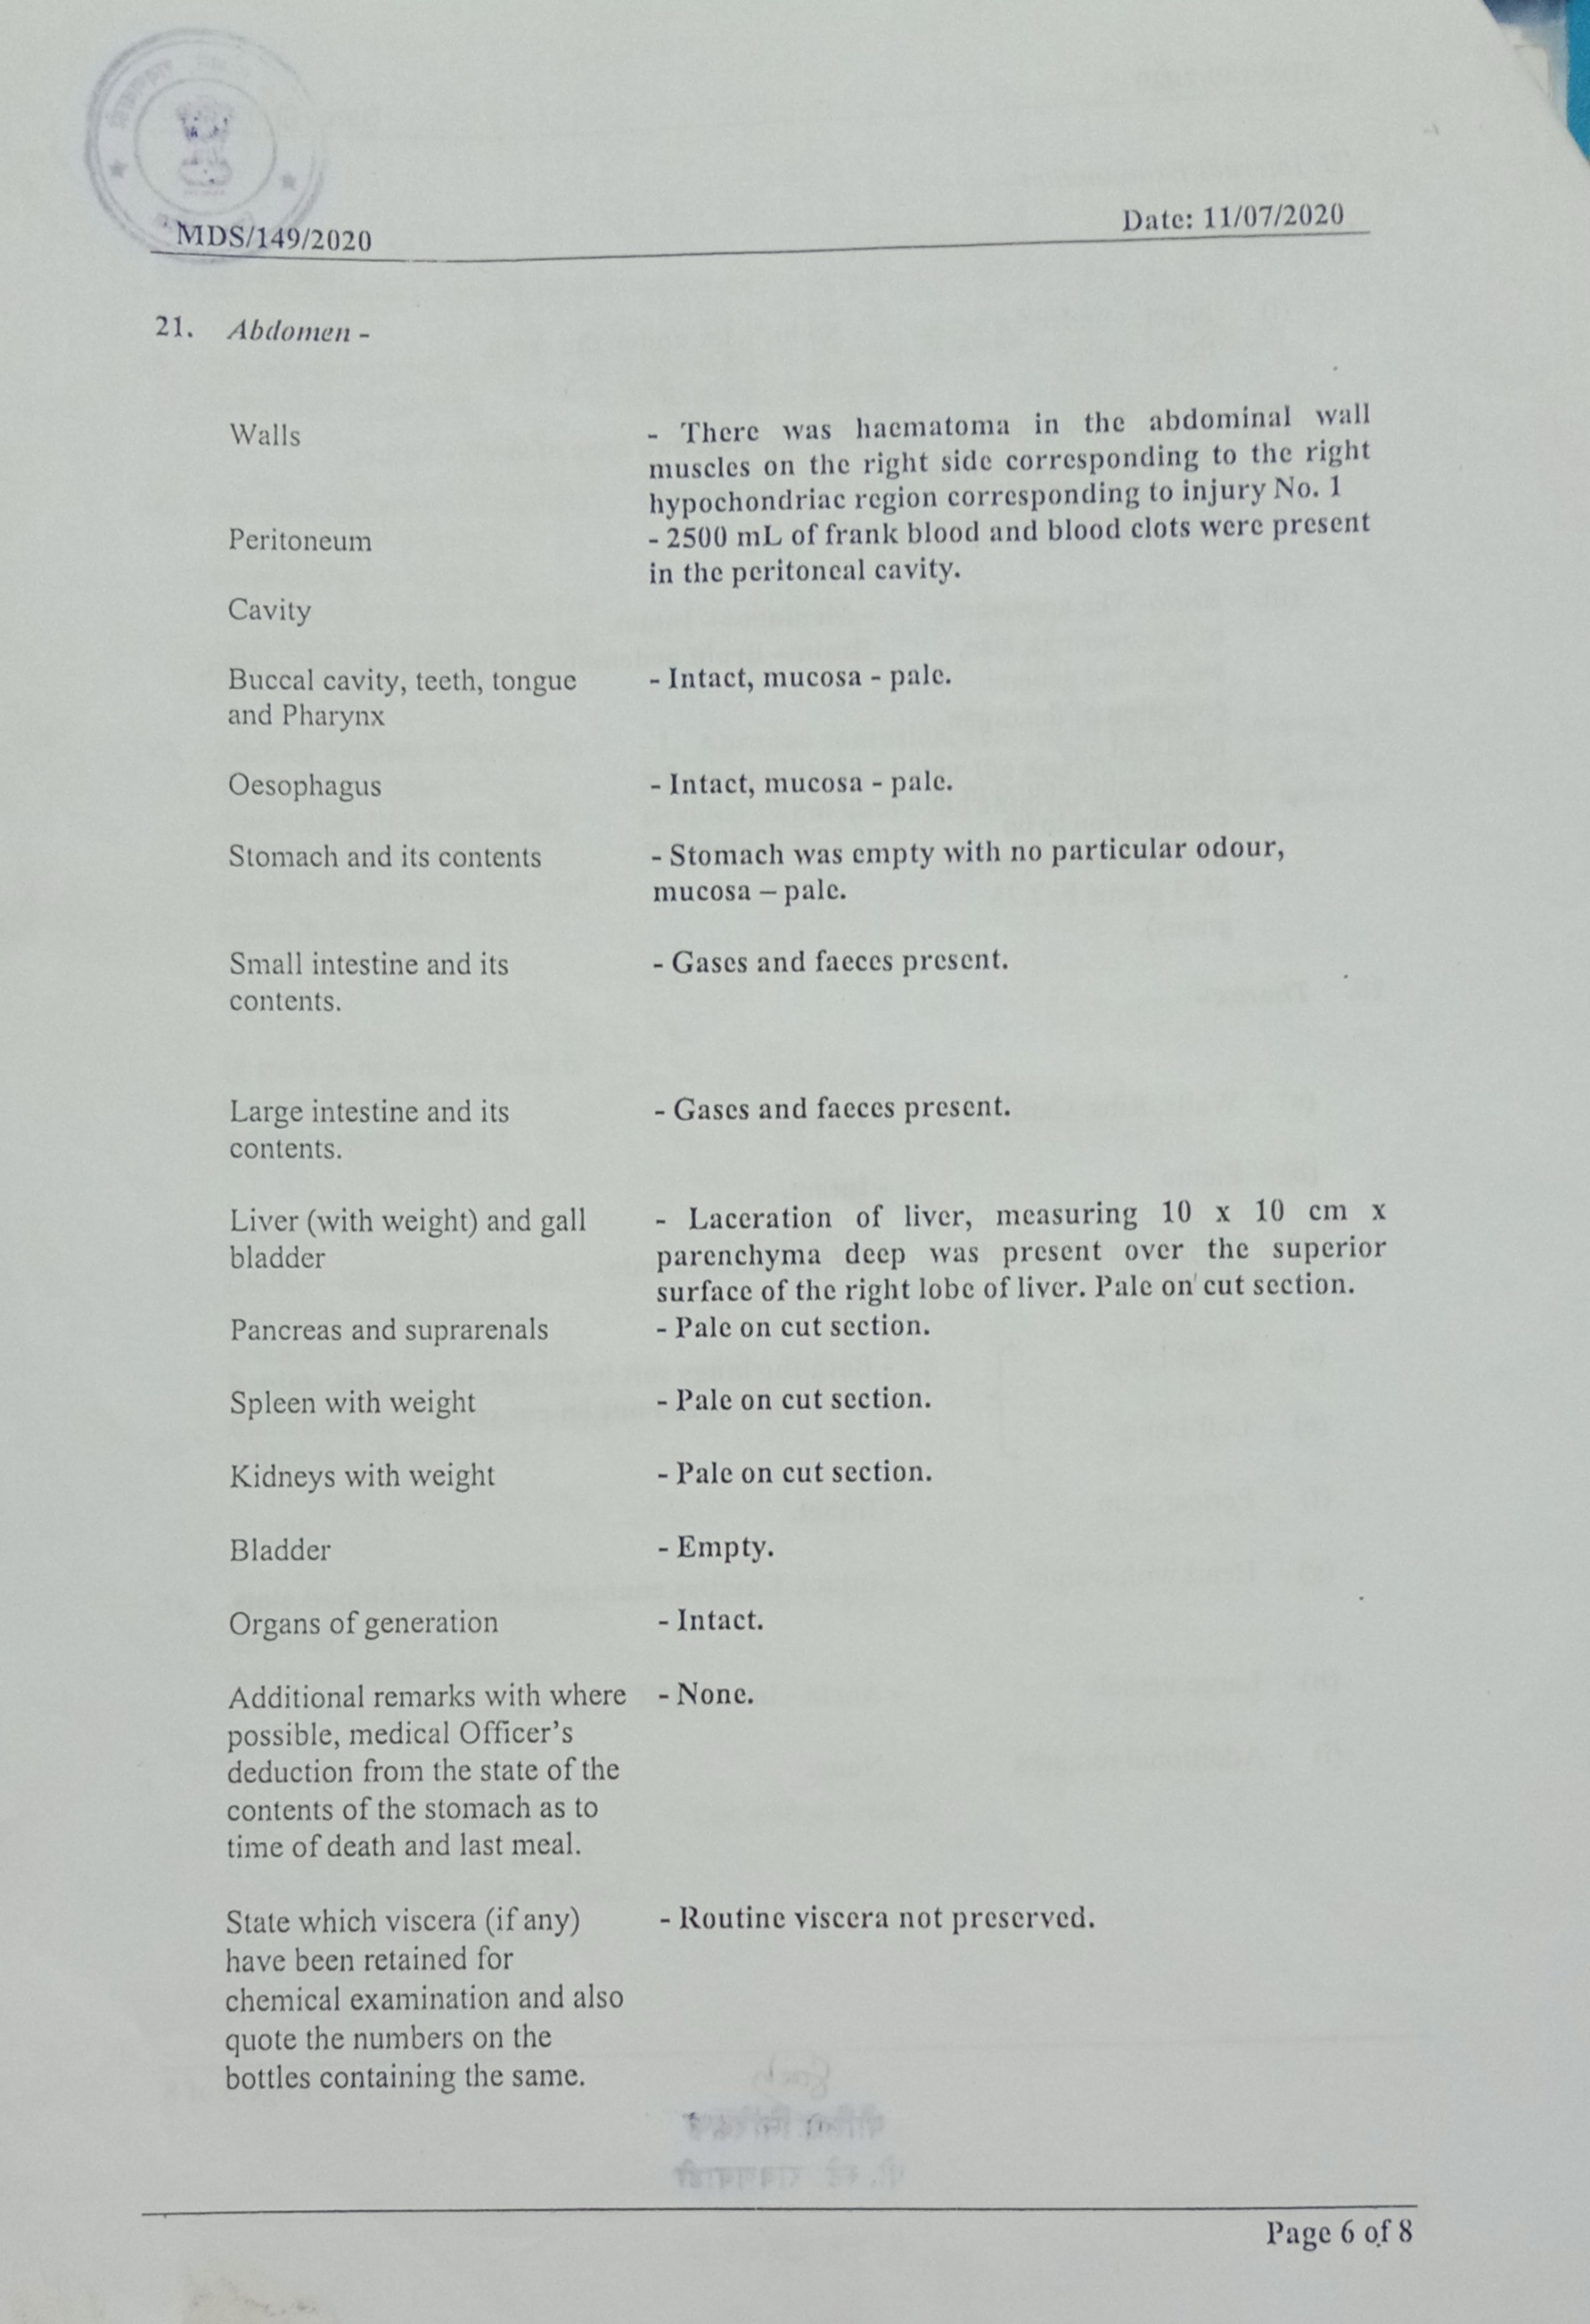 MDS/149/2020
Date: 11/07/2020
21. Abdomen -
Walls
- There was haematoma in the abdominal wall
muscles on the right side corresponding to the right
hypochondriac region corresponding to injury No. 1
Peritoneum
- 2500 mL of frank blood and blood clots were present
in the peritoneal cavity.
Cavity
Buccal cavity, teeth, tongue
and Pharynx
- Intact, mucosa - pale.
Oesophagus
- Intact, mucosa - pale.
Stomach and its contents
- Stomach was empty with no particular odour,
mucosa – pale.
Small intestine and its
contents.
- Gases and faeces present.
Large intestine and its
contents.
- Gases and faeces present.
Liver (with weight) and gall
bladder
- Laceration of liver, measuring 10 x 10 cm x
parenchyma deep was present over the superior
surface of the right lobe of liver. Pale on cut section.
Pancreas and suprarenals
- Pale on cut section.
Spleen with weight
- Pale on cut section.
Kidneys with weight
- Pale on cut section.
Bladder
- Empty.
Organs of generation
- Intact.
Additional remarks with where
possible, medical Officer’s
deduction from the state of the
contents of the stomach as to
time of death and last meal.
- None.
State which viscera (if any)
have been retained for
chemical examination and also
quote the numbers on the
bottles containing the same.
- Routine viscera not preserved.
Page 6 of 8